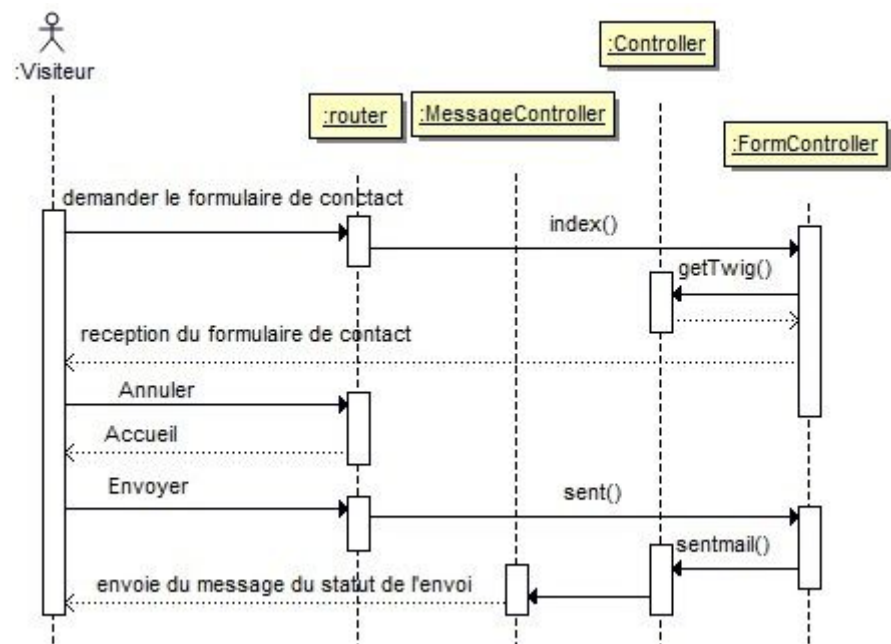 :Controller
:Visiteur
:router
:MessageController
:FormController
demander le formulaire de conctact
index()
getTwig()
reception du formulaire de contact
Annuler
Accueil
Envoyer
sent()
sentmail()
envoie du message du statut de l'envoi